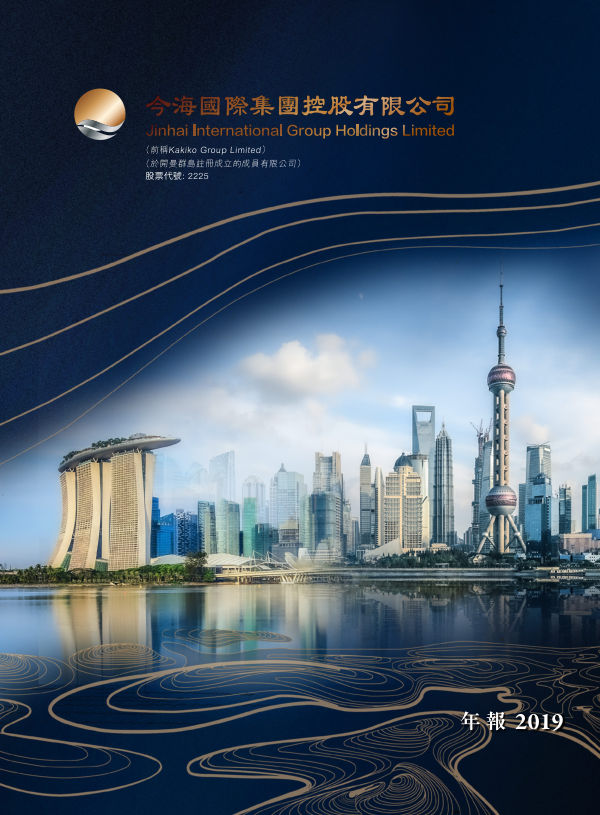 今海國際集團控股有限公司
Jinhai International Group Holdings Limited
(前稱Kakiko Group Limited)
(於開曼群島註冊成立的成員有限公司)
股票代號: 2225
年報 2019